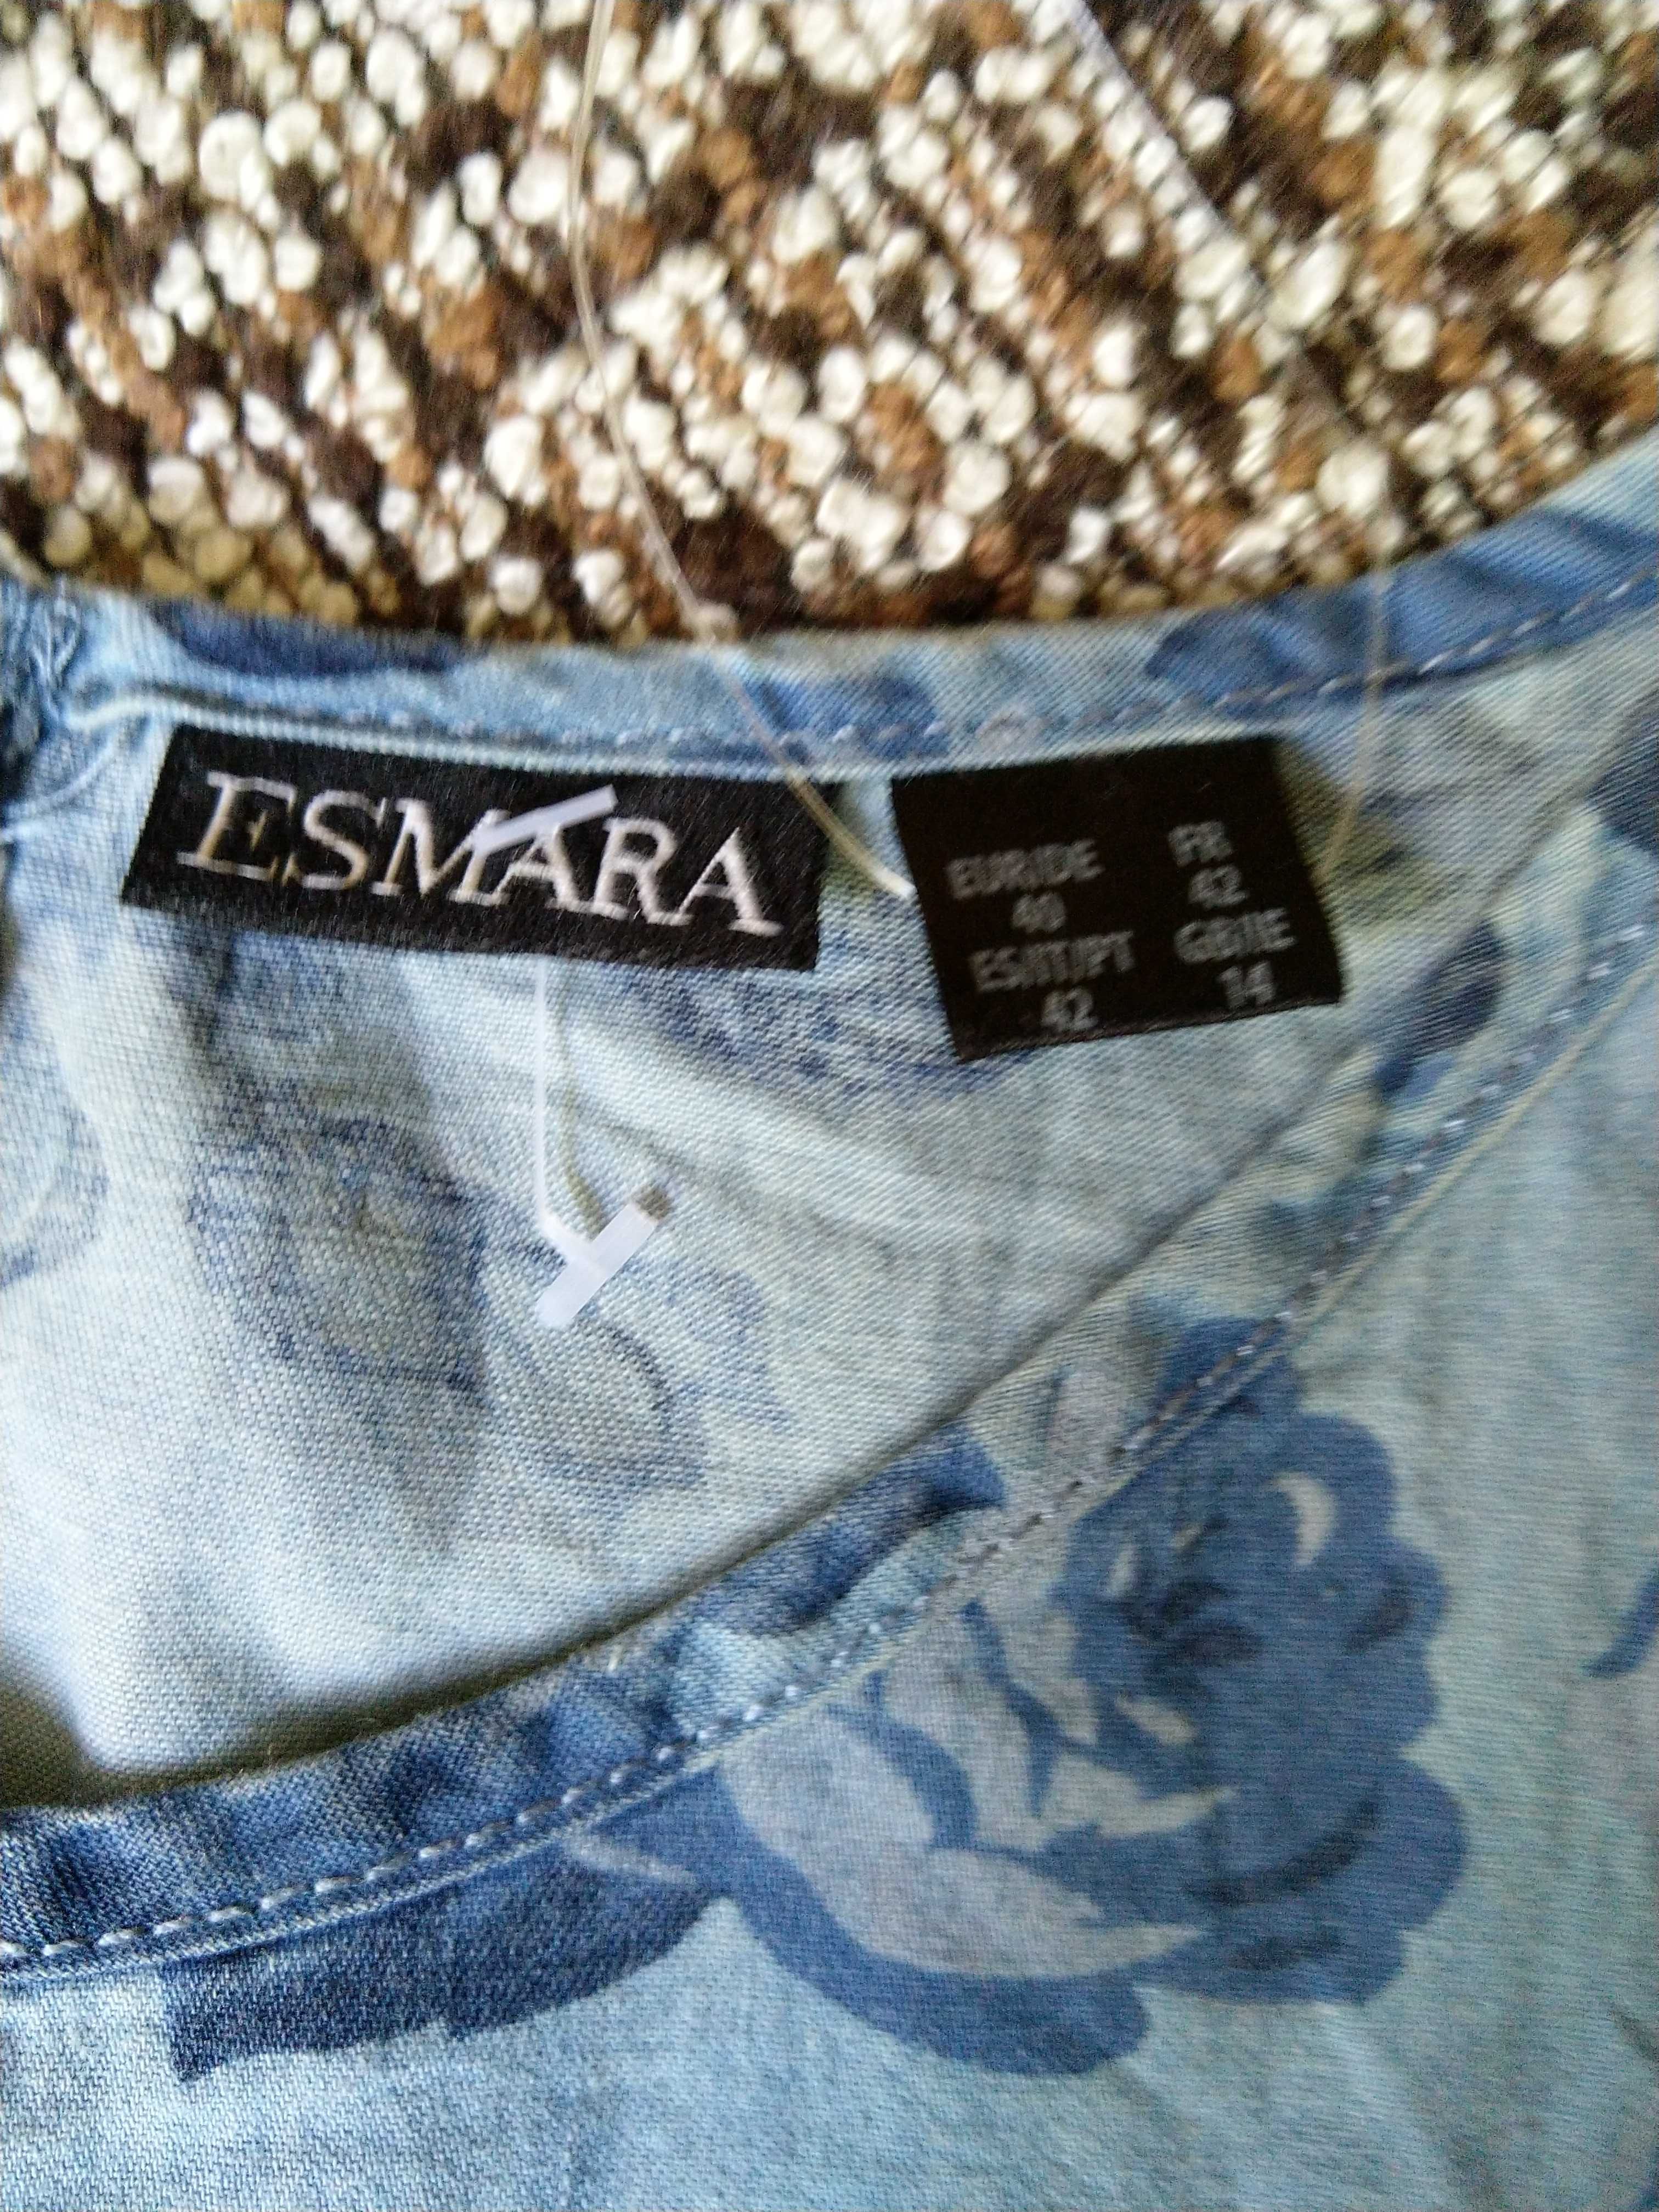 ESMARA
EUR/DE FR
40 42
ES/IT/PT GB/IE
42 14